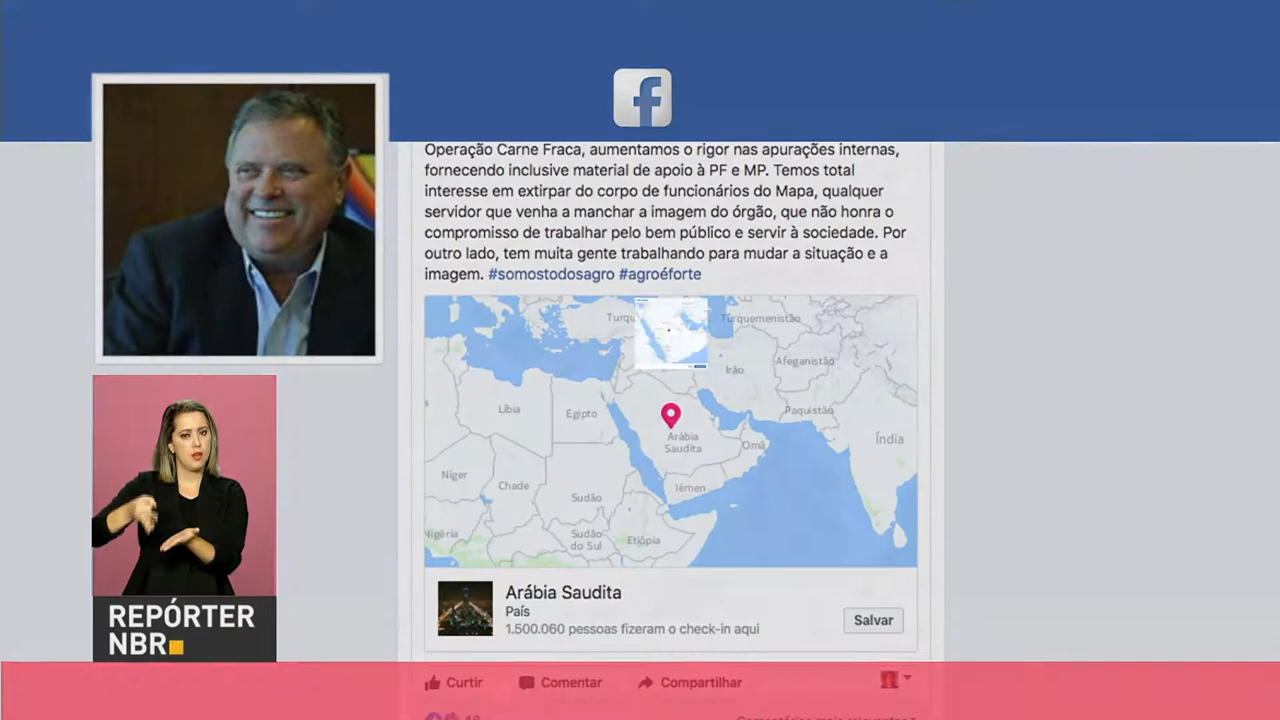 Operação Carne Fraca, aumentamos o rigor nas apurações internas,
fornecendo inclusive material de apoio à PF e MP. Temos total
interesse em extirpar do corpo de funcionários do Mapa, qualquer
servidor que venha a manchar a imagem do órgão, que não honra o
compromisso de trabalhar pelo bem público e servir à sociedade. Por
outro lado, tem muita gente trabalhando para mudar a situação e a
imagem. #somostodosagro #agroéforte
Turqu
Turquemenistão
Irão
Afeganistão
Líbia
Egipto
Paquistão
Arábia
Saudita
Omã
Índia
Níger
Chade
Iêmen
Sudão
Nigéria
Sudão
do Sul
Etiópia
Arábia Saudita
País
1.500.060 pessoas fizeram o check-in aqui
Salvar
REPÓRTER
NBR
Curtir
Comentar
Compartilhar